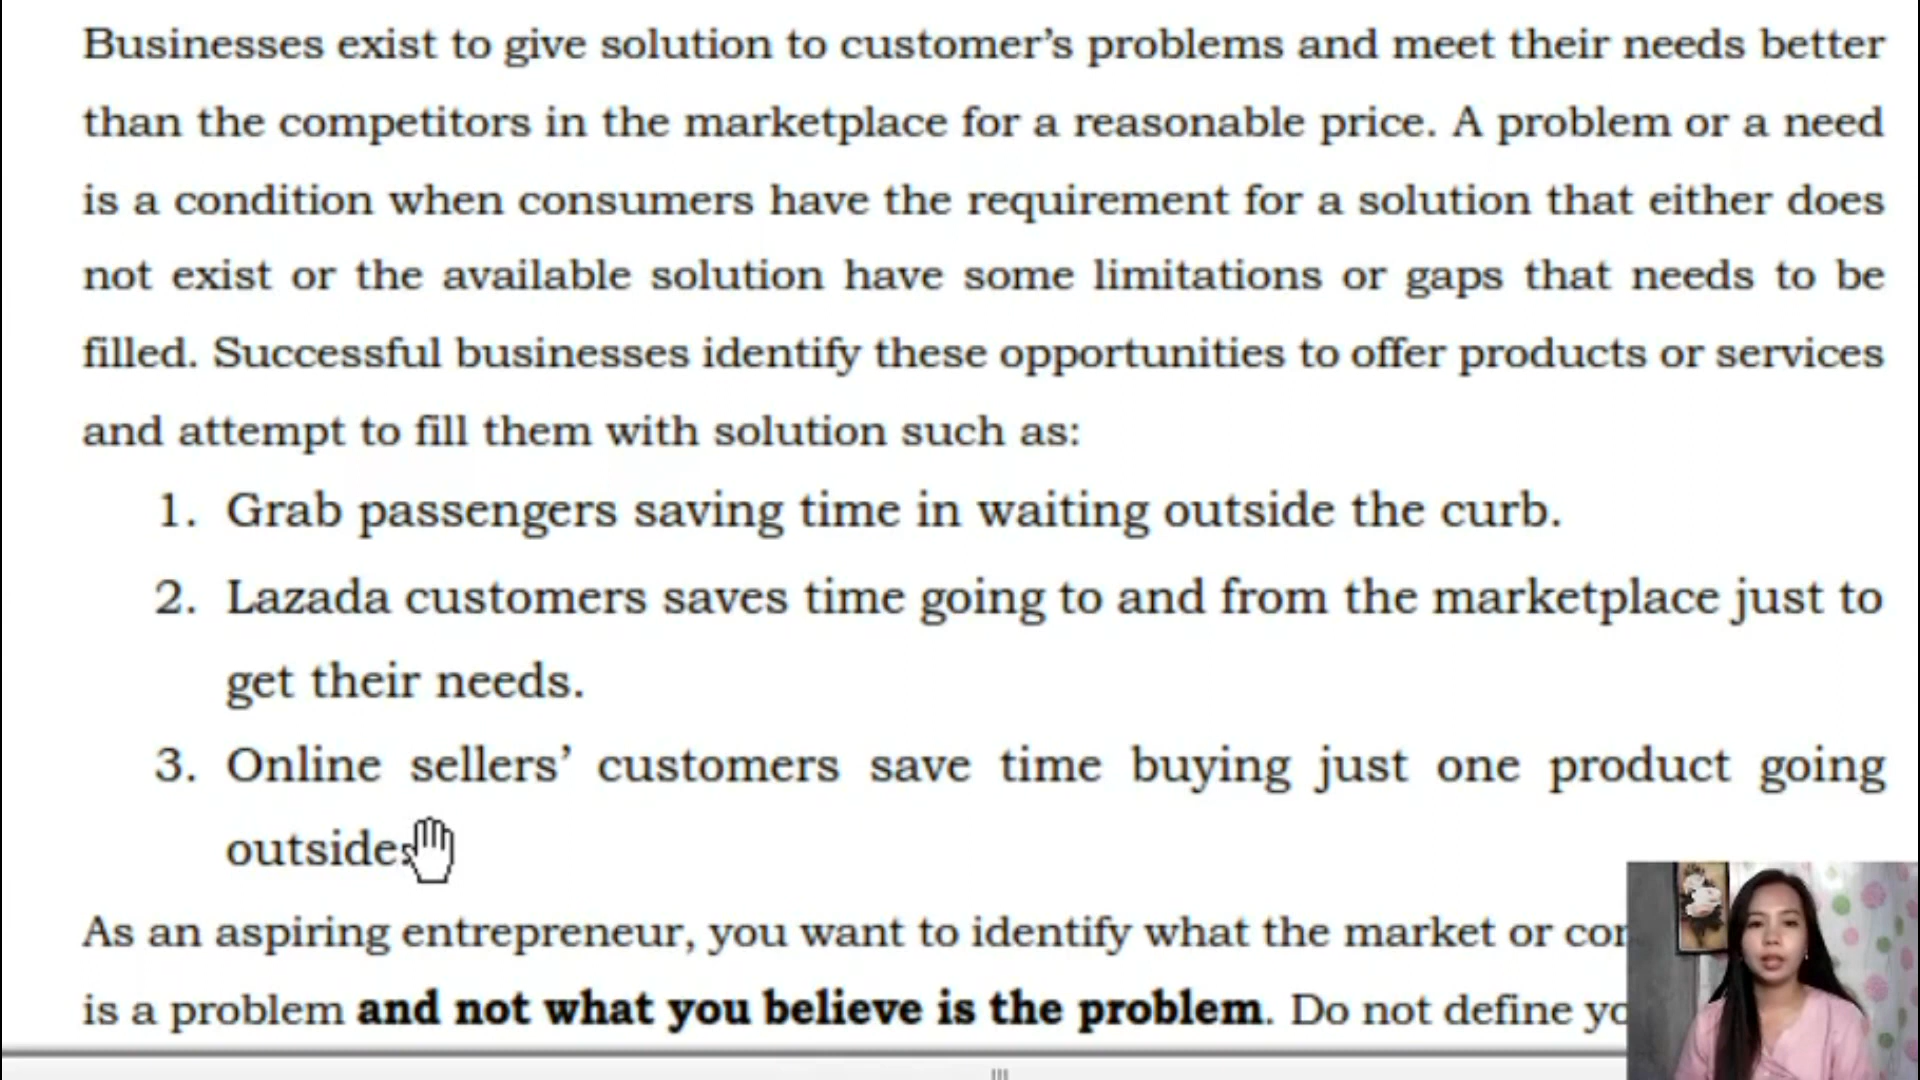 Businesses exist to give solution to customer’s problems and meet their needs better
than the competitors in the marketplace for a reasonable price. A problem or a need
is a condition when consumers have the requirement for a solution that either does
not exist or the available solution have some limitations or gaps that needs to be
filled. Successful businesses identify these opportunities to offer products or services
and attempt to fill them with solution such as:
1. Grab passengers saving time in waiting outside the curb.
2. Lazada customers saves time going to and from the marketplace just to
get their needs.
3. Online sellers’ customers save time buying just one product going
outside
As an aspiring entrepreneur, you want to identify what the market or
is a problem and not what you believe is the problem. Do not define